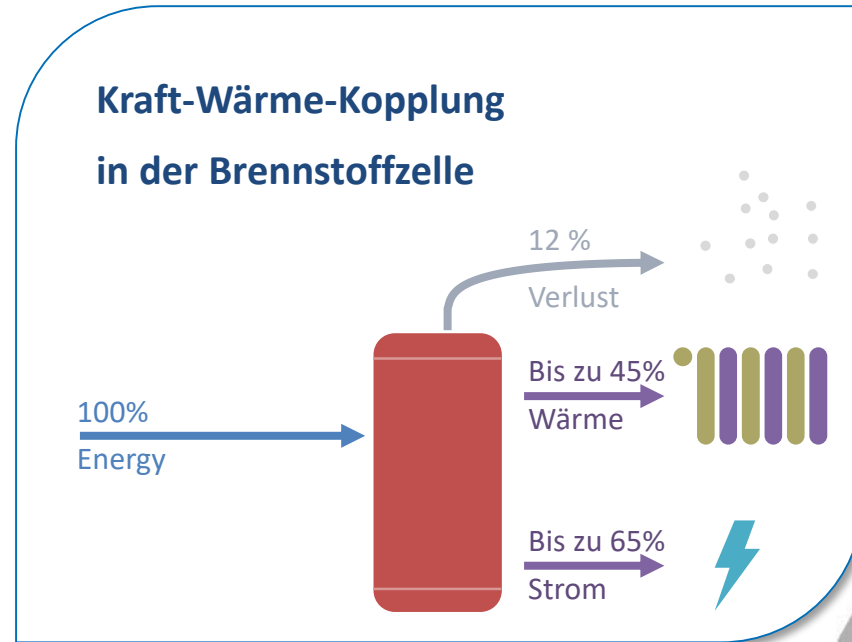 Kraft-Wärme-Kopplung
in der Brennstoffzelle
12 %
Verlust
Bis zu 45%
Wärme
100%
Energy
Bis zu 65%
Strom